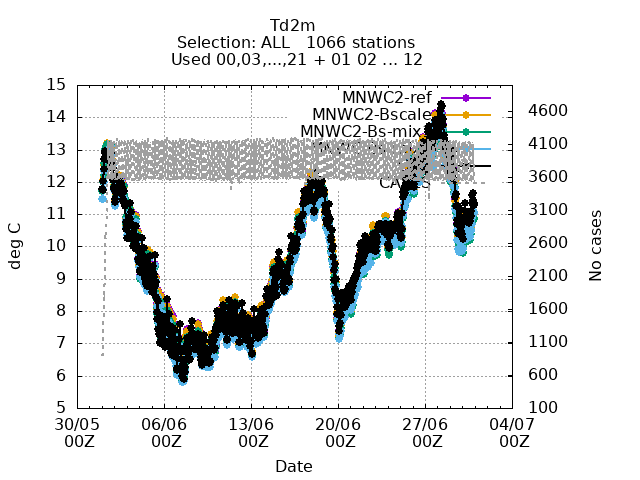 Td2m
Selection: ALL 1066 stations
Used 00,03,...,21 + 01 02 ... 12
deg C
15
14
13
12
11
10
9
8
7
6
5
MNWC2-ref
MNWC2-Bscale
MNWC2-Bs-mix
4600
4100
3600
3100
2600
2100
1600
1100
600
100
No cases
30/05 06/06 13/06 20/06 27/06 04/07
00Z 00Z 00Z 00Z 00Z 00Z
Date